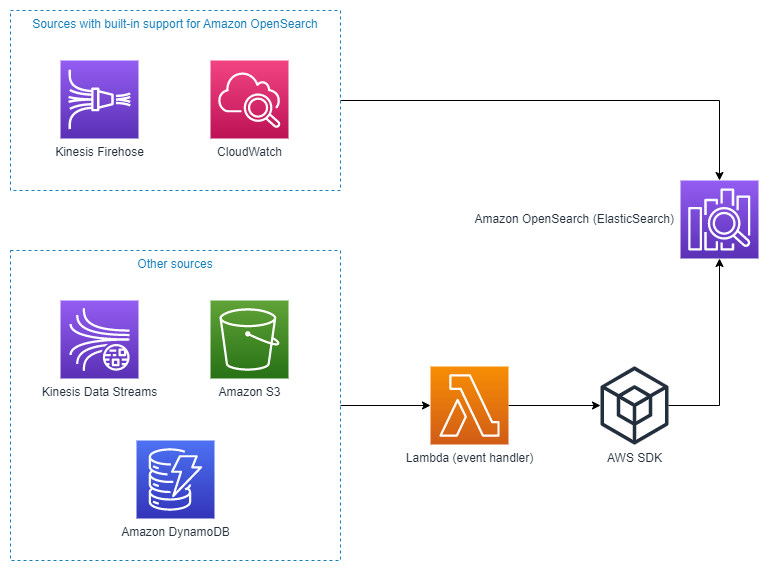 Sources with built-in support for Amazon OpenSearch
Kinesis Firehose
CloudWatch
Amazon OpenSearch (ElasticSearch)
Other sources
Kinesis Data Streams
Amazon S3
Lambda (event handler)
AWS SDK
Amazon DynamoDB